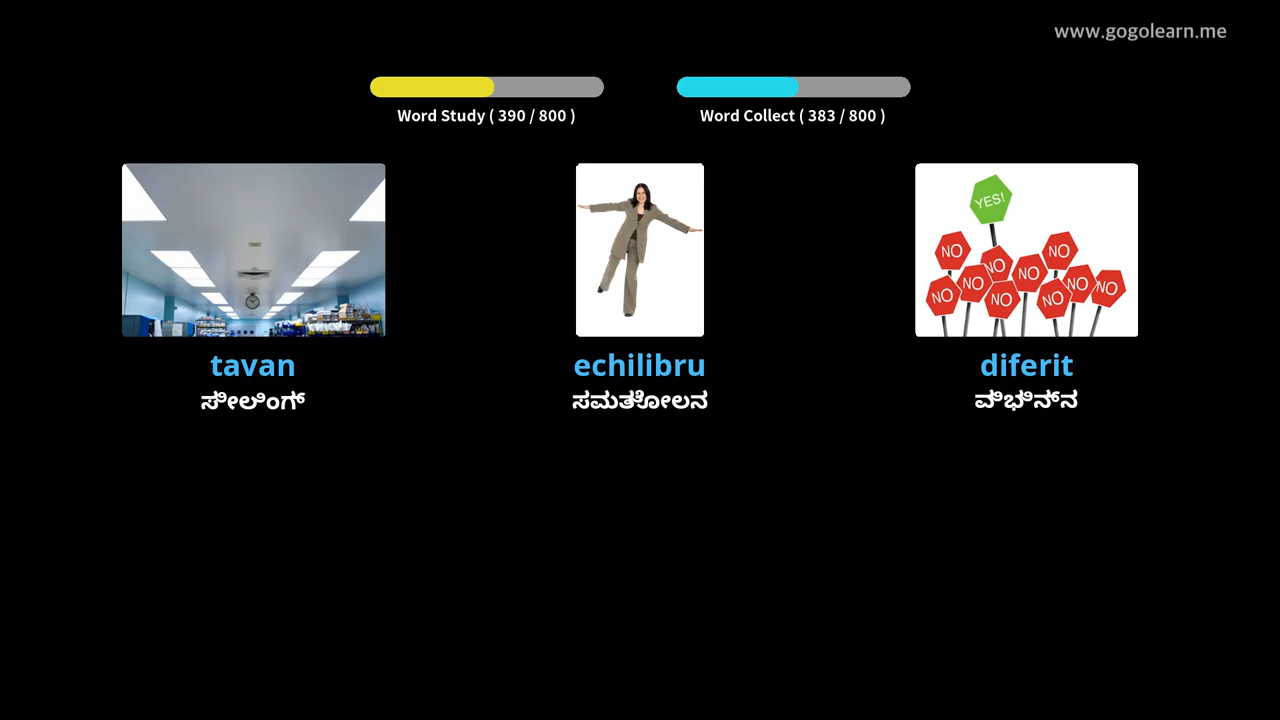 www.gogolearn.me
Word Study ( 390 / 800 )
Word Collect ( 383 / 800 )
YES!
NO
NO
NO
NO
NO
NO
NO
NO
NO
NO
tavan
echilibru
diferit
ಸೀಲಿಂಗ್
ಸಮತೋಲನ
ವಿಭಿನ್ನ